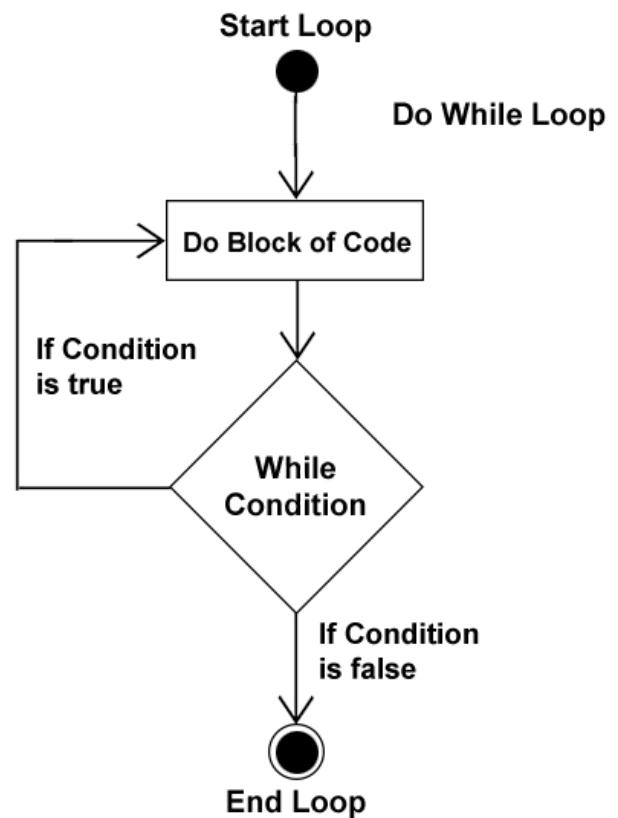 Start Loop
Do While Loop
Do Block of Code
If Condition
is true
While
Condition
If Condition
is false
End Loop